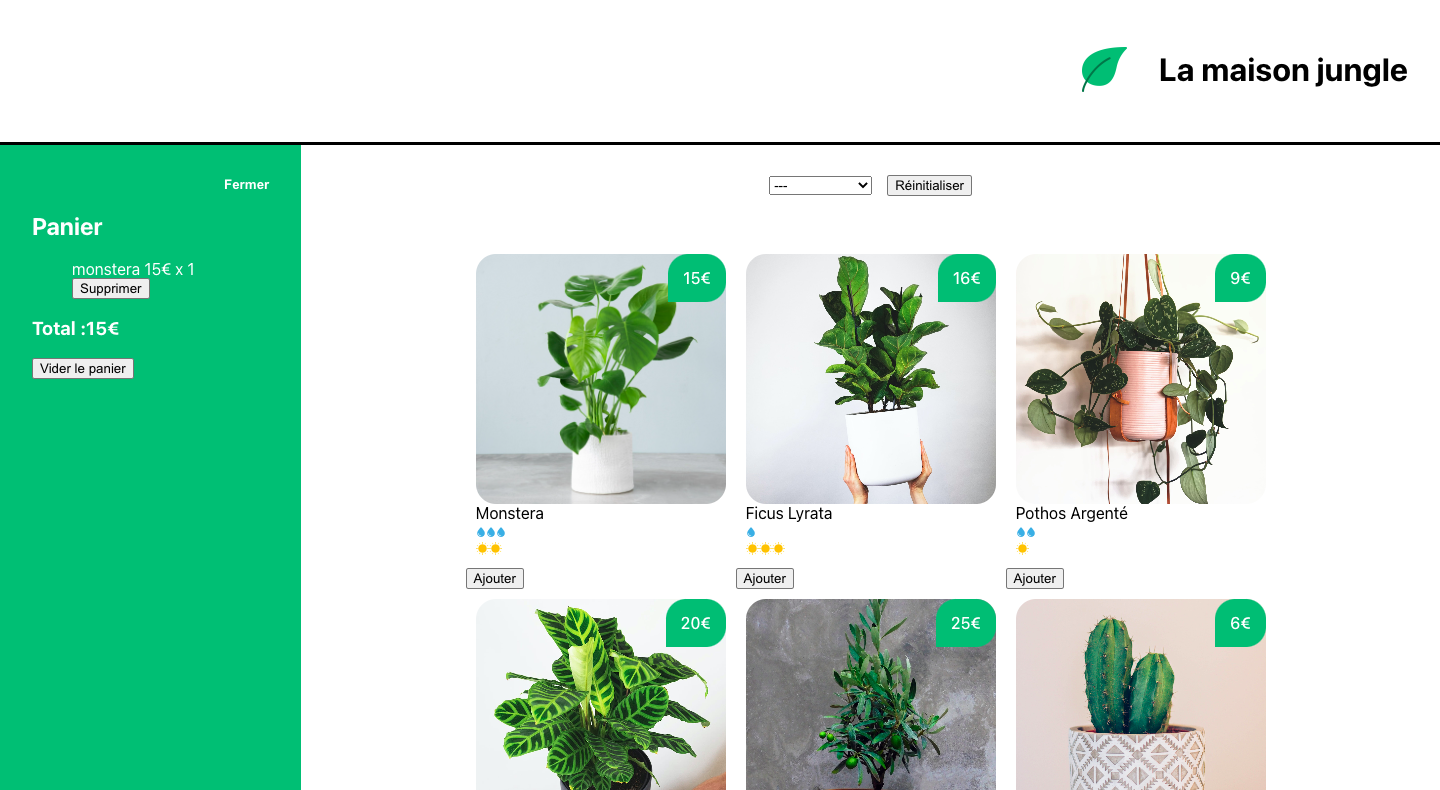 La maison jungle
Fermer
Panier
monstera 15€ x 1
Supprimer
Total :15€
Vider le panier
---
Réinitialiser
15€
16€
9€
Monstera
Ficus Lyrata
Pothos Argenté
Ajouter
Ajouter
Ajouter
20€
25€
6€